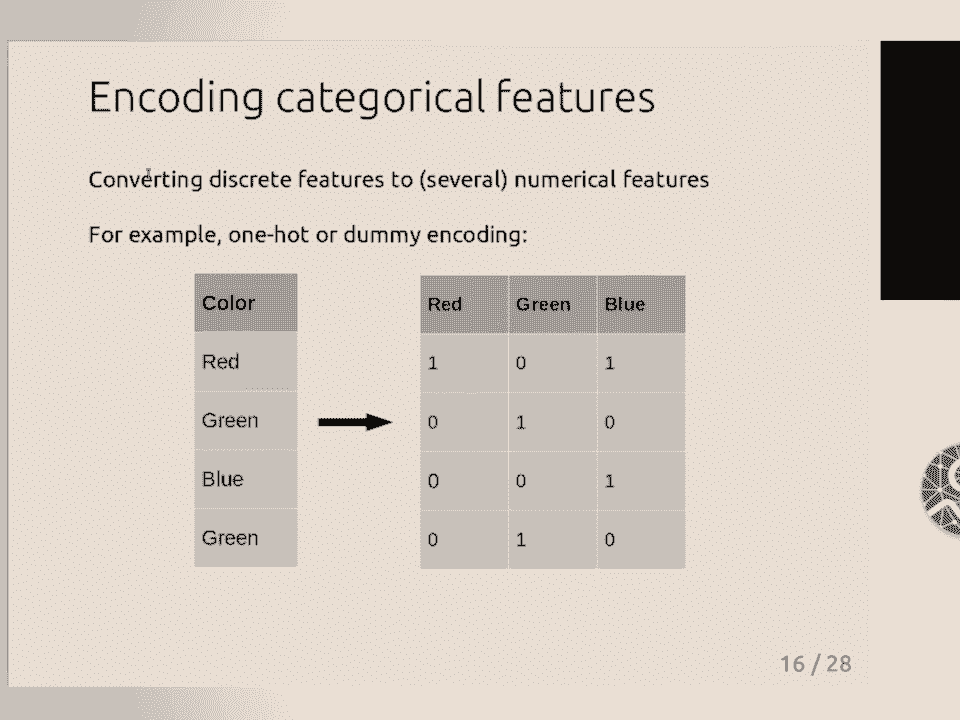 Encoding categorical features
Converting discrete features to (several) numerical features
For example, one-hot or dummy encoding:
Color
Red
Green
Blue
Green
Red Green Blue
1 0 1
0 1 0
0 0 1
0 1 0
16 / 28